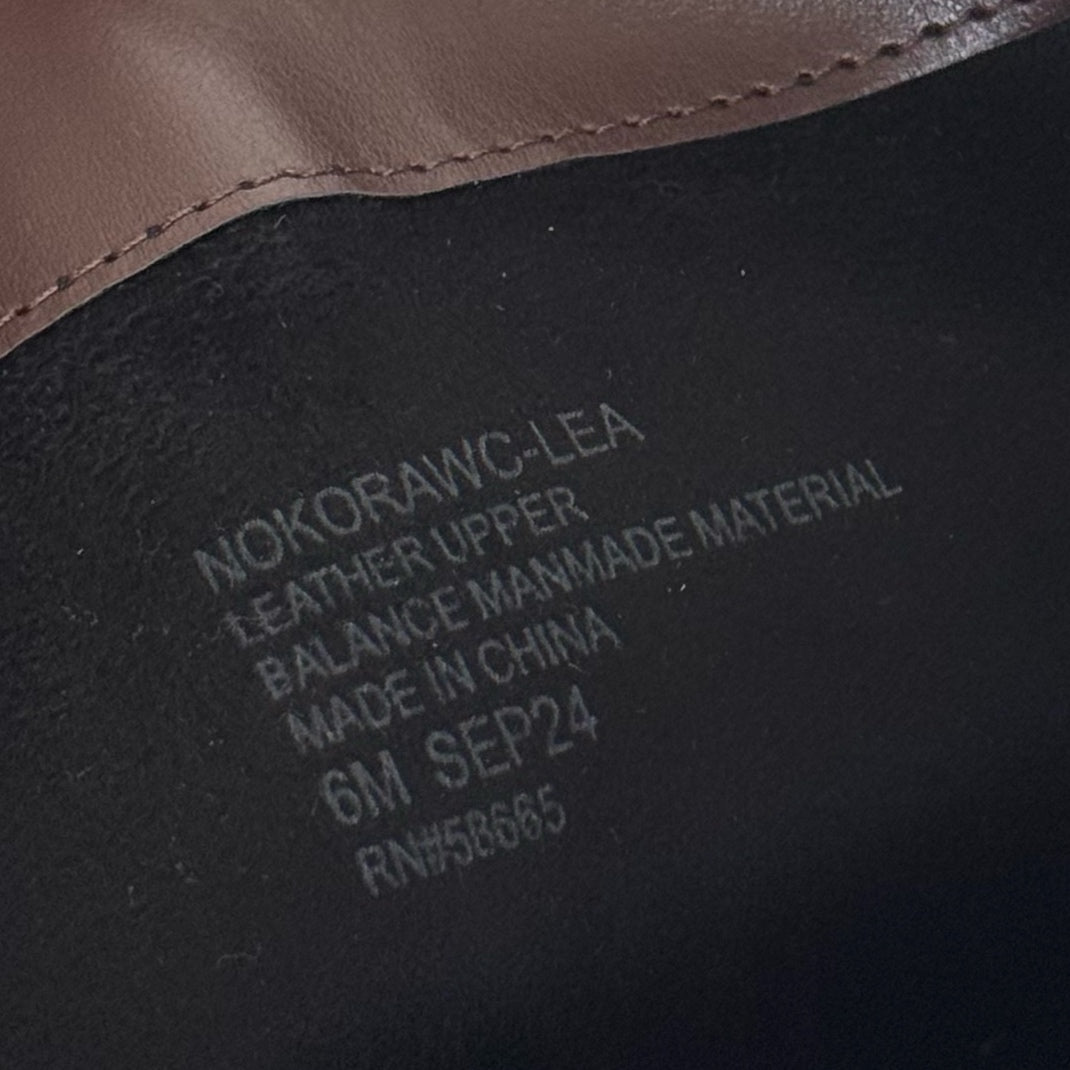 NOKORAWC-LEA
LEATHER UPPER
BALANCE MANMADE MATERIAL
MADE IN CHINA
6M SEP24
RN#58665